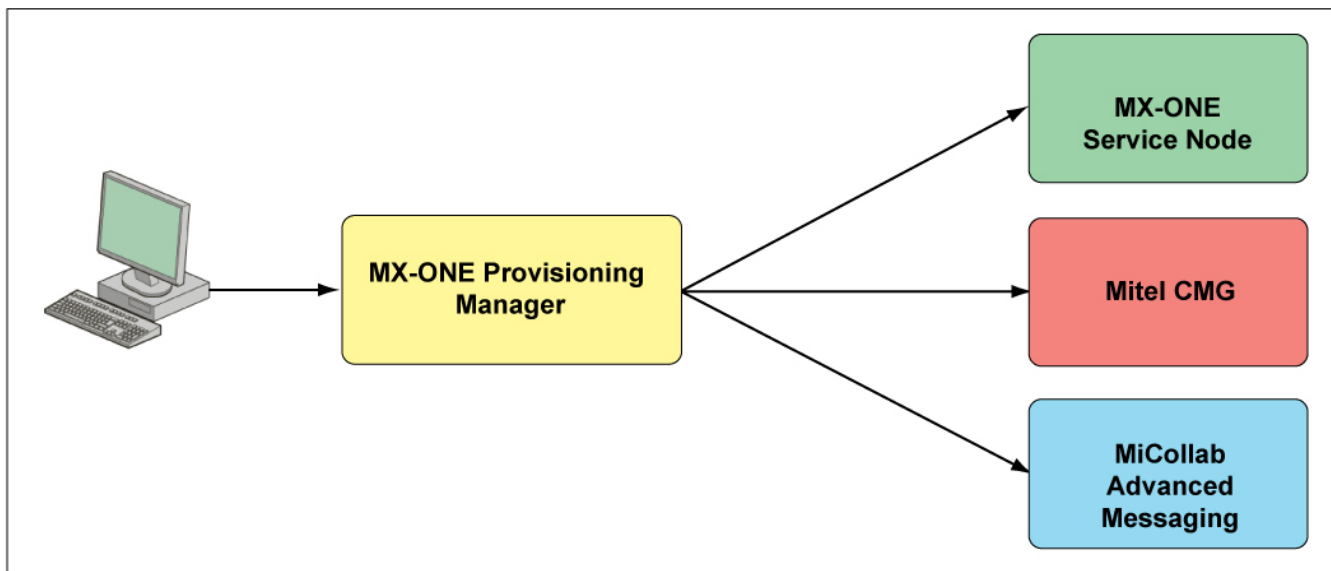 MX-ONE
Service Node
MX-ONE Provisioning
Manager
Mitel CMG
MiCollab
Advanced
Messaging